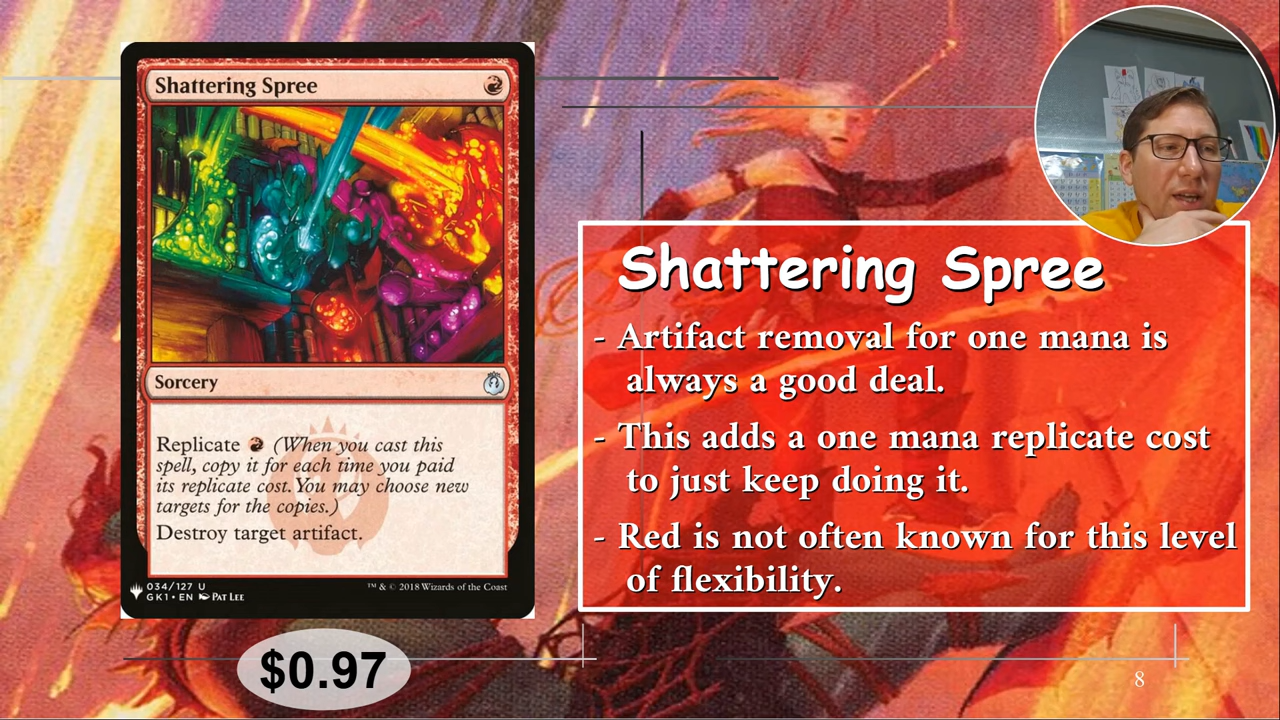 Shattering Spree
Sorcery
Replicate (When you cast this
spell, copy it for each time you paid
its replicate cost. You may choose new
targets for the copies.)
Destroy target artifact.
034/127 U
GK1 • EN PAT LEE
™ & © 2018 Wizards of the Coast
$0.97
Shattering Spree
- Artifact removal for one mana is
always a good deal.
- This adds a one mana replicate cost
to just keep doing it.
- Red is not often known for this level
of flexibility.
8